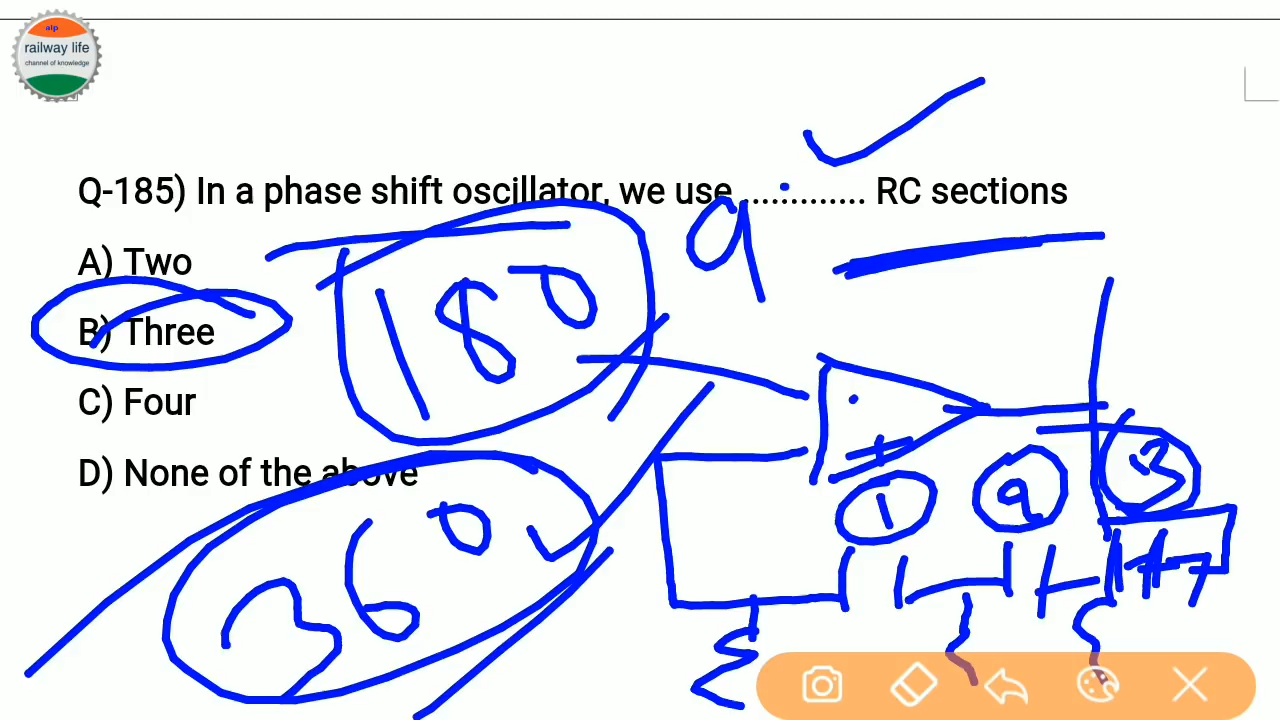 alp
railway life
channel of knowledge
Q-185) In a phase shift oscillator, we use ............. RC sections
A) Two
B) Three
C) Four
D) None of the above
180
360
1
3